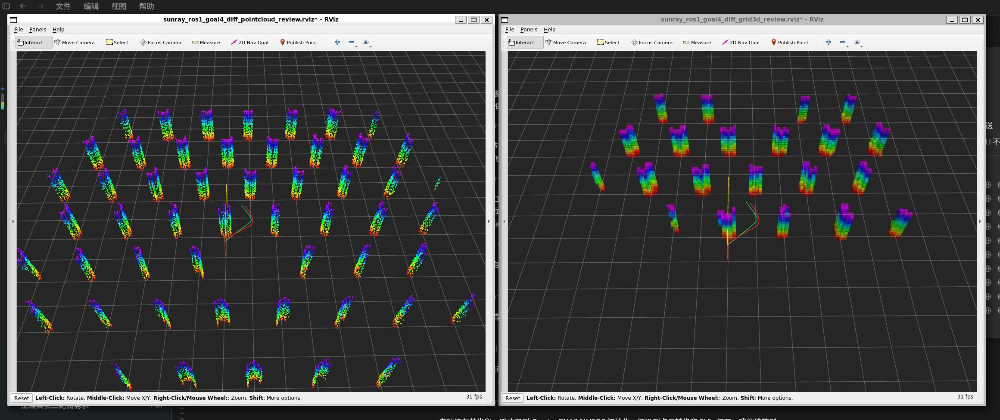 文件 编辑 视图 帮助
sunray_ros1_goal4_diff_pointcloud_review.rviz* - RViz
File Panels Help
Interact Move Camera Select Focus Camera Measure 2D Nav Goal Publish Point
Reset Left-Click: Rotate. Middle-Click: Move X/Y. Right-Click/Mouse Wheel:: Zoom. Shift: More options. 31 fps
sunray_ros1_goal4_diff_grid3d_review.rviz* - RViz
File Panels Help
Interact Move Camera Select Focus Camera Measure 2D Nav Goal Publish Point
Reset Left-Click: Rotate. Middle-Click: Move X/Y. Right-Click/Mouse Wheel:: Zoom. Shift: More options. 31 fps
送
不